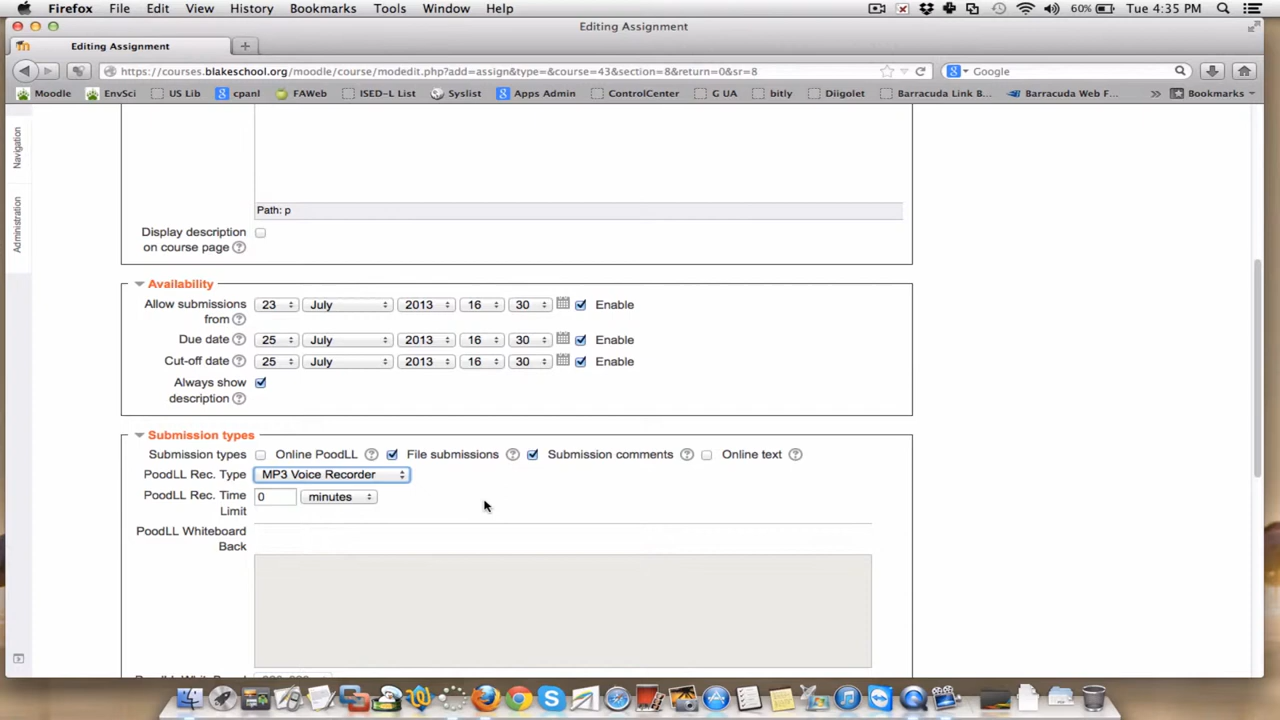 Firefox File Edit View History Bookmarks Tools Window Help 60% Tue 4:35 PM
Editing Assignment
Editing Assignment
https://courses.blakeschool.org/moodle/course/modedit.php?add=assign&type=&course=43&section=8&return=0&sr=8 Google
Moodle EnvSci US Lib cpanl FAWeb ISED-L List Syslist Apps Admin ControlCenter G UA bitly Diigolet Barracuda Link B... Barracuda Web F... » Bookmarks
Navigation
Administration
Path: p
Display description
on course page
Availability
Allow submissions 23 July 2013 16 30 Enable
from
Due date 25 July 2013 16 30 Enable
Cut-off date 25 July 2013 16 30 Enable
Always show
description
Submission types
Submission types Online PoodLL File submissions Submission comments Online text
PoodLL Rec. Type MP3 Voice Recorder
PoodLL Rec. Time 0 minutes
Limit
PoodLL Whiteboard
Back